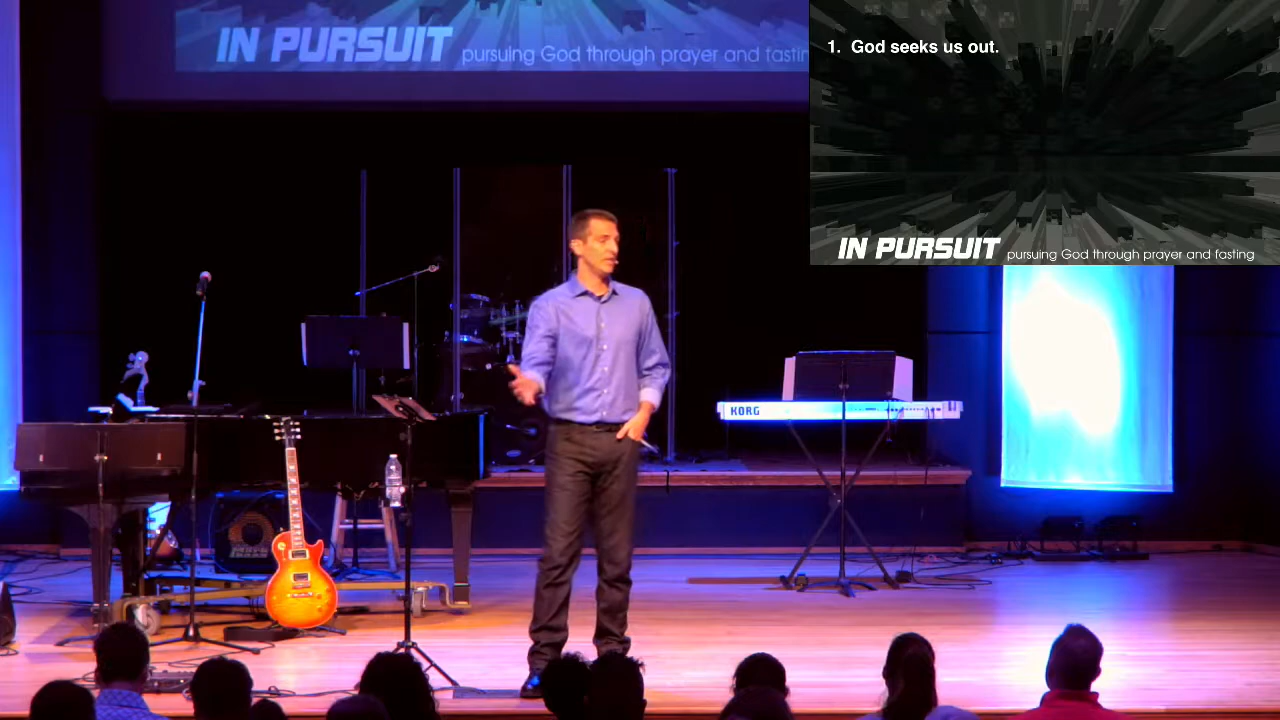 IN PURSUIT pursuing God through prayer and fastin
1. God seeks us out.
IN PURSUIT pursuing God through prayer and fasting
KORG